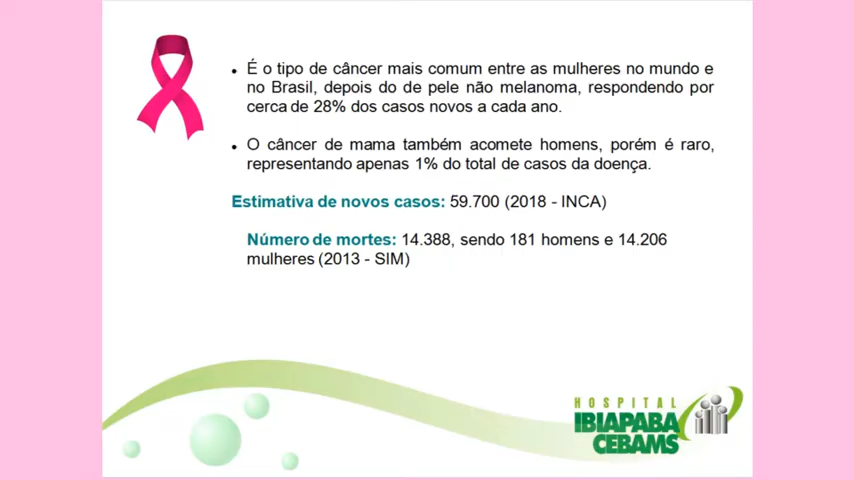 • É o tipo de câncer mais comum entre as mulheres no mundo e
no Brasil, depois do de pele não melanoma, respondendo por
cerca de 28% dos casos novos a cada ano.
• O câncer de mama também acomete homens, porém é raro,
representando apenas 1% do total de casos da doença.
Estimativa de novos casos: 59.700 (2018 - INCA)
Número de mortes: 14.388, sendo 181 homens e 14.206
mulheres (2013 - SIM)
HOSPITAL
IBIAPABA
CEBAMS